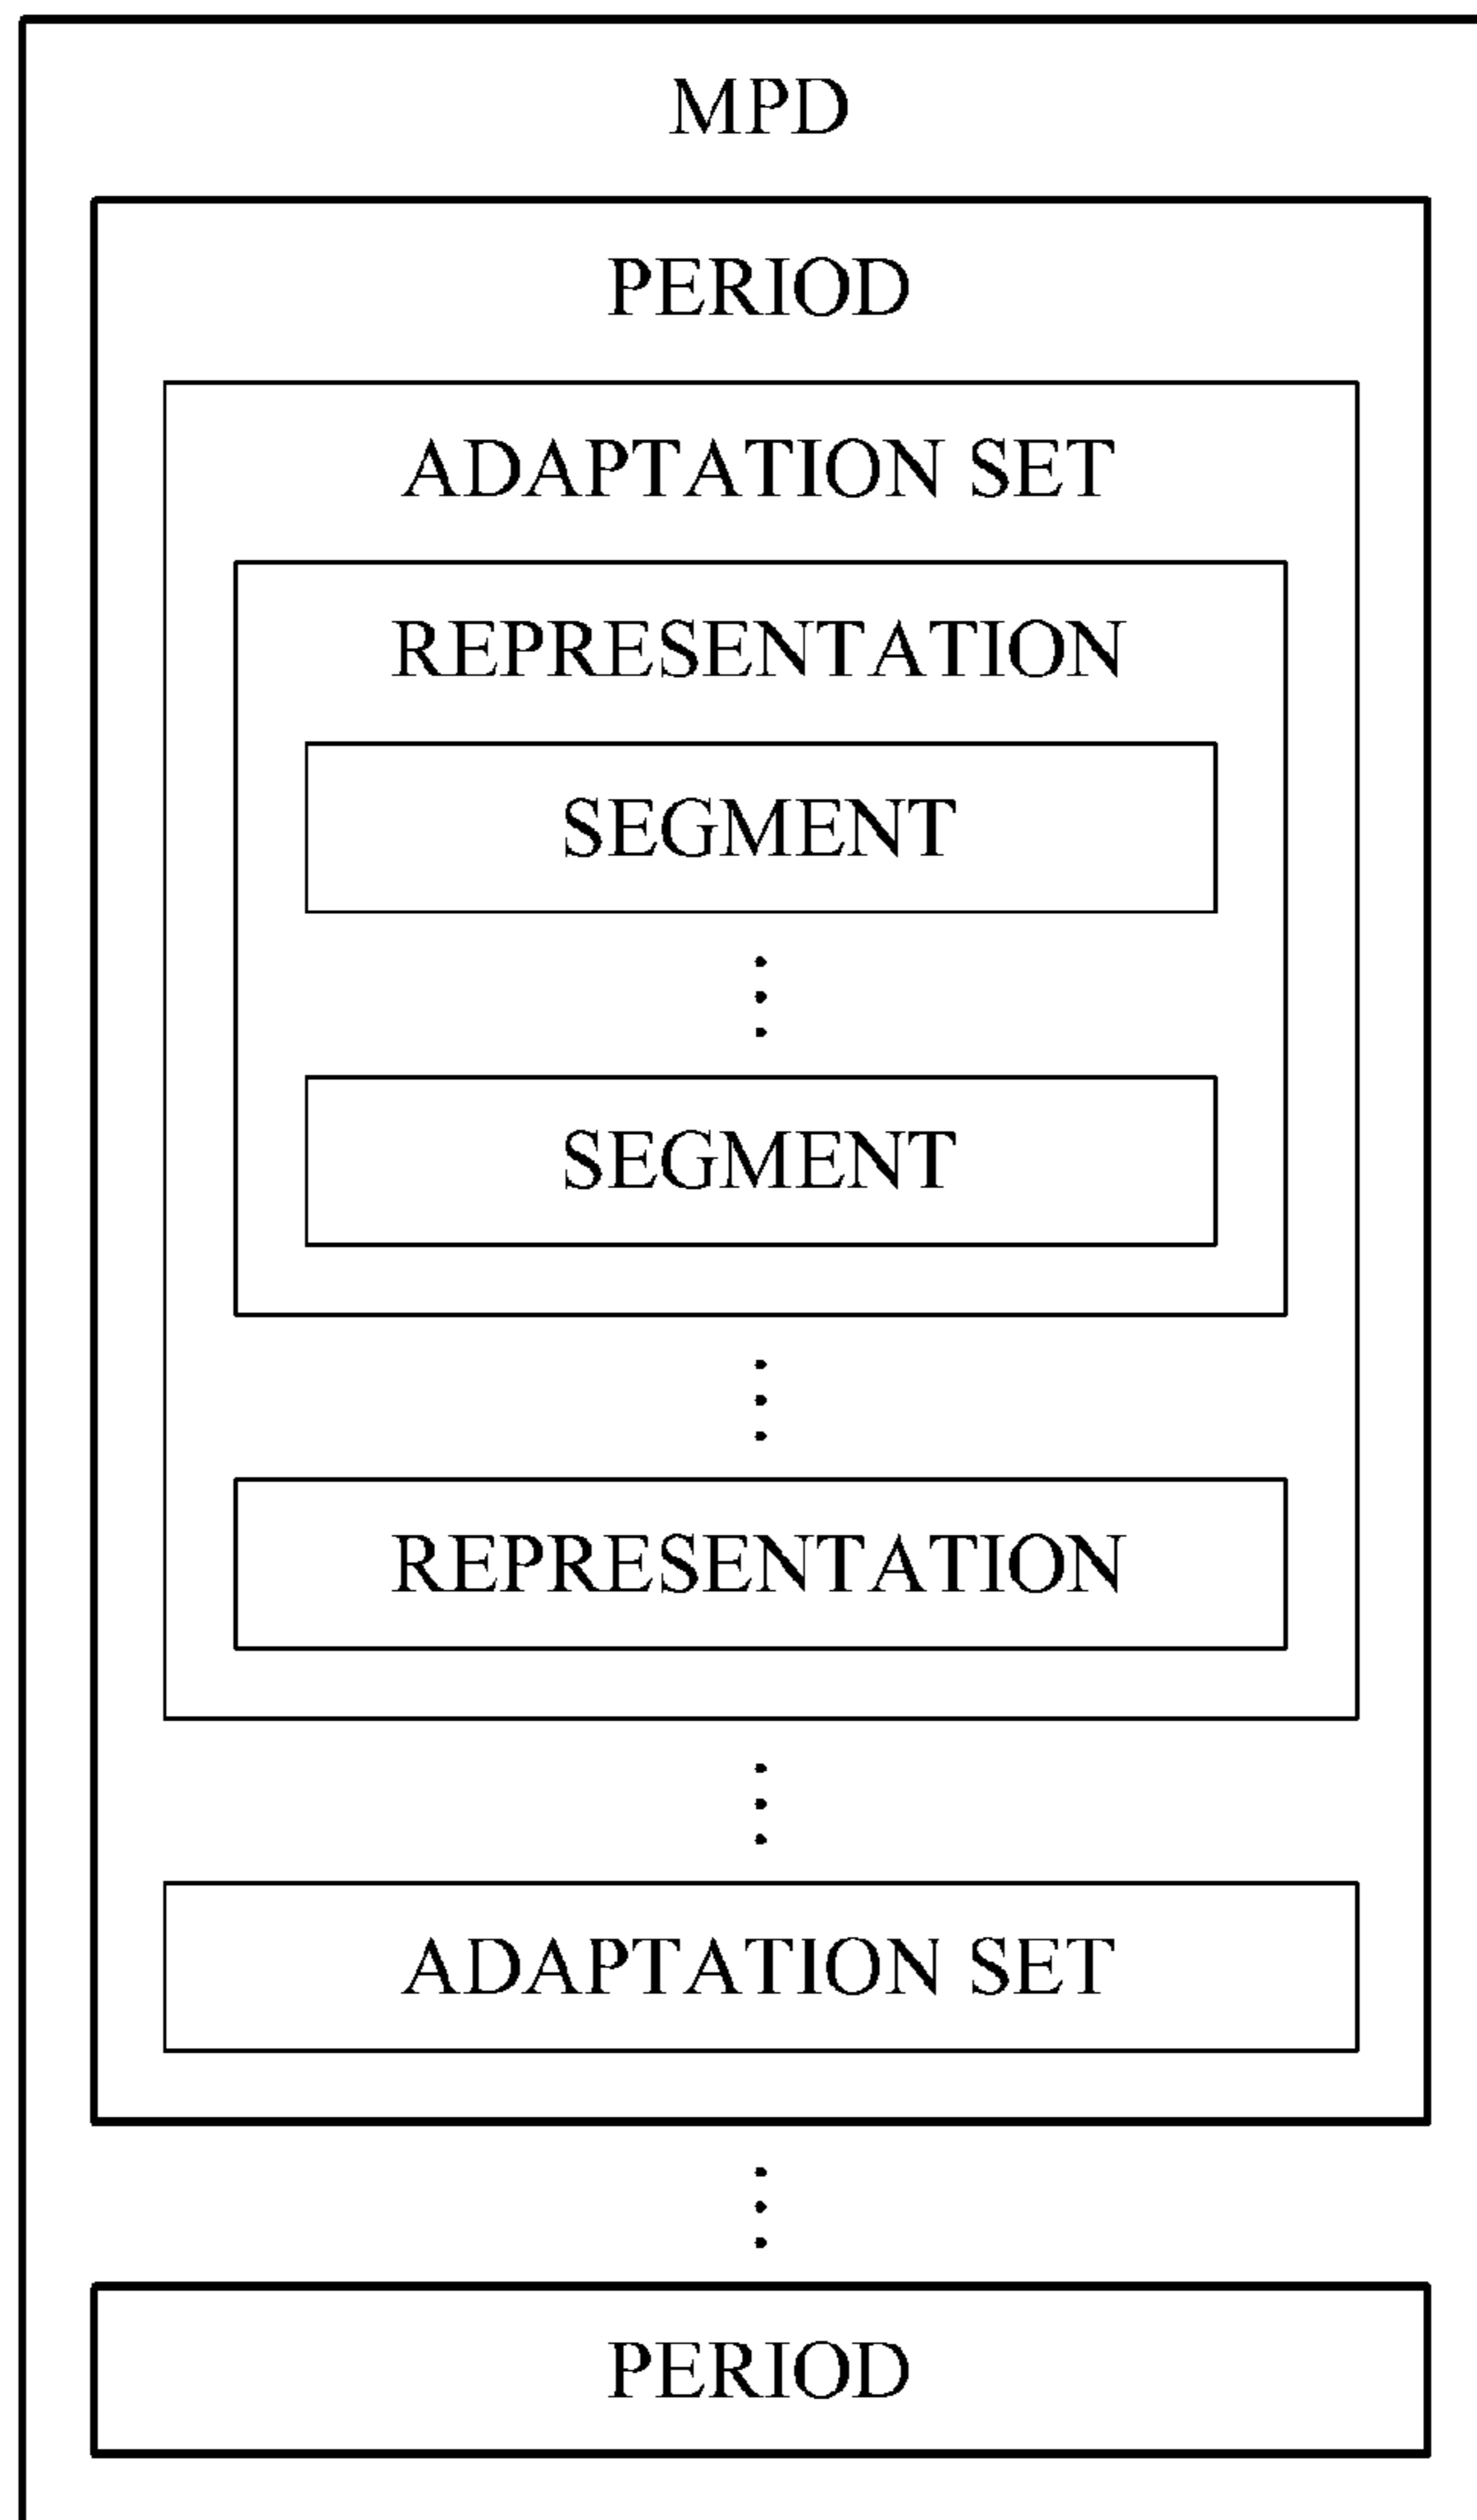 MPD
PERIOD
ADAPTATION SET
REPRESENTATION
SEGMENT
SEGMENT
REPRESENTATION
ADAPTATION SET
PERIOD